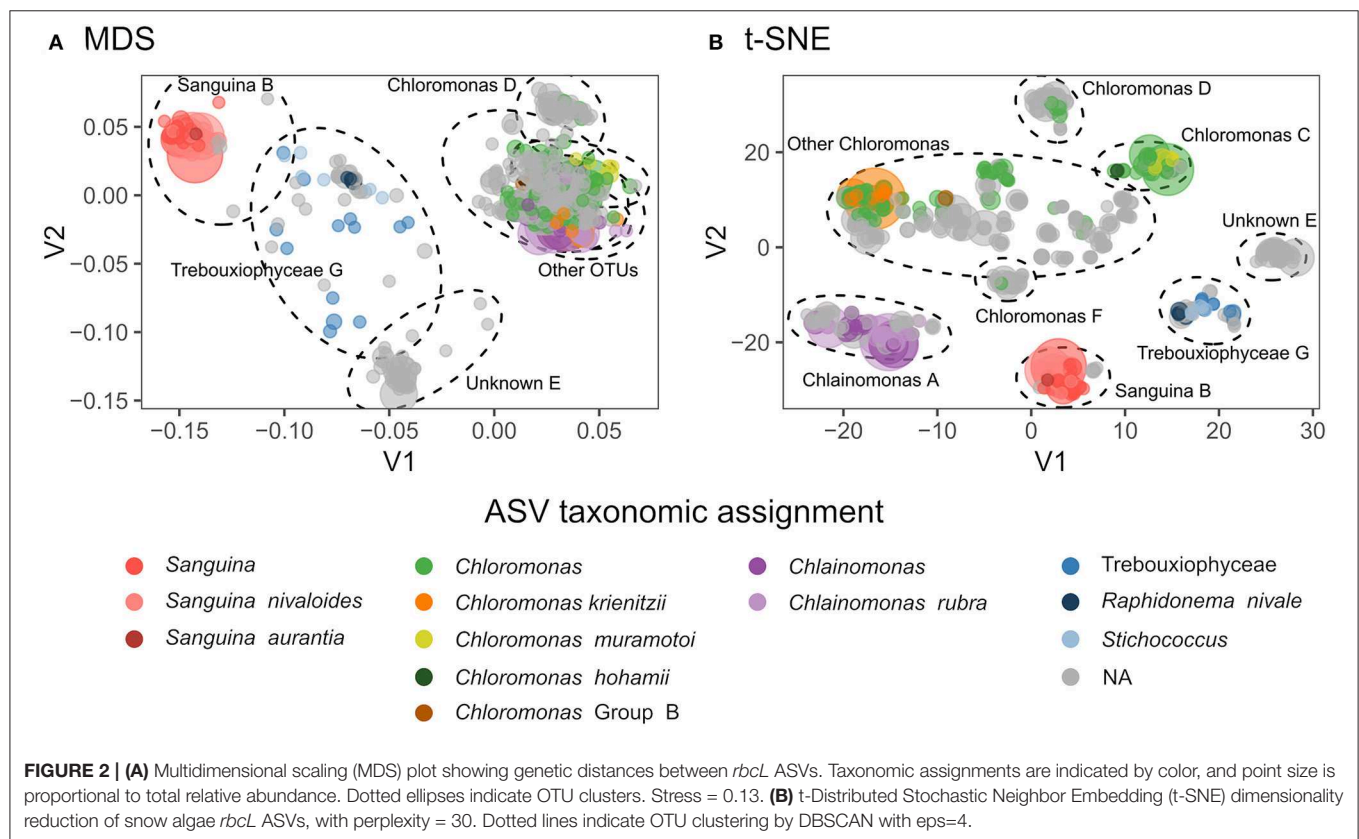 A MDS
Sanguina B
Chloromonas D
Trebouxiophyceae G
Other OTUs
Unknown E
0.05
0.00
−0.05
−0.10
−0.15
V2
−0.15
−0.10
−0.05
0.00
0.05
V1
B t-SNE
Chloromonas D
Other Chloromonas
Chloromonas C
Unknown E
Chloromonas F
Trebouxiophyceae G
Chlainomonas A
Sanguina B
20
0
−20
V2
−20
−10
0
10
20
30
V1
ASV taxonomic assignment
Sanguina
Sanguina nivaloides
Sanguina aurantia
Chloromonas
Chloromonas krienitzii
Chloromonas muramotoi
Chloromonas hohamii
Chloromonas Group B
Chlainomonas
Chlainomonas rubra
Trebouxiophyceae
Raphidonema nivale
Stichococcus
NA
FIGURE 2 | (A) Multidimensional scaling (MDS) plot showing genetic distances between rbcL ASVs. Taxonomic assignments are indicated by color, and point size is
proportional to total relative abundance. Dotted ellipses indicate OTU clusters. Stress = 0.13. (B) t-Distributed Stochastic Neighbor Embedding (t-SNE) dimensionality
reduction of snow algae rbcL ASVs, with perplexity = 30. Dotted lines indicate OTU clustering by DBSCAN with eps=4.